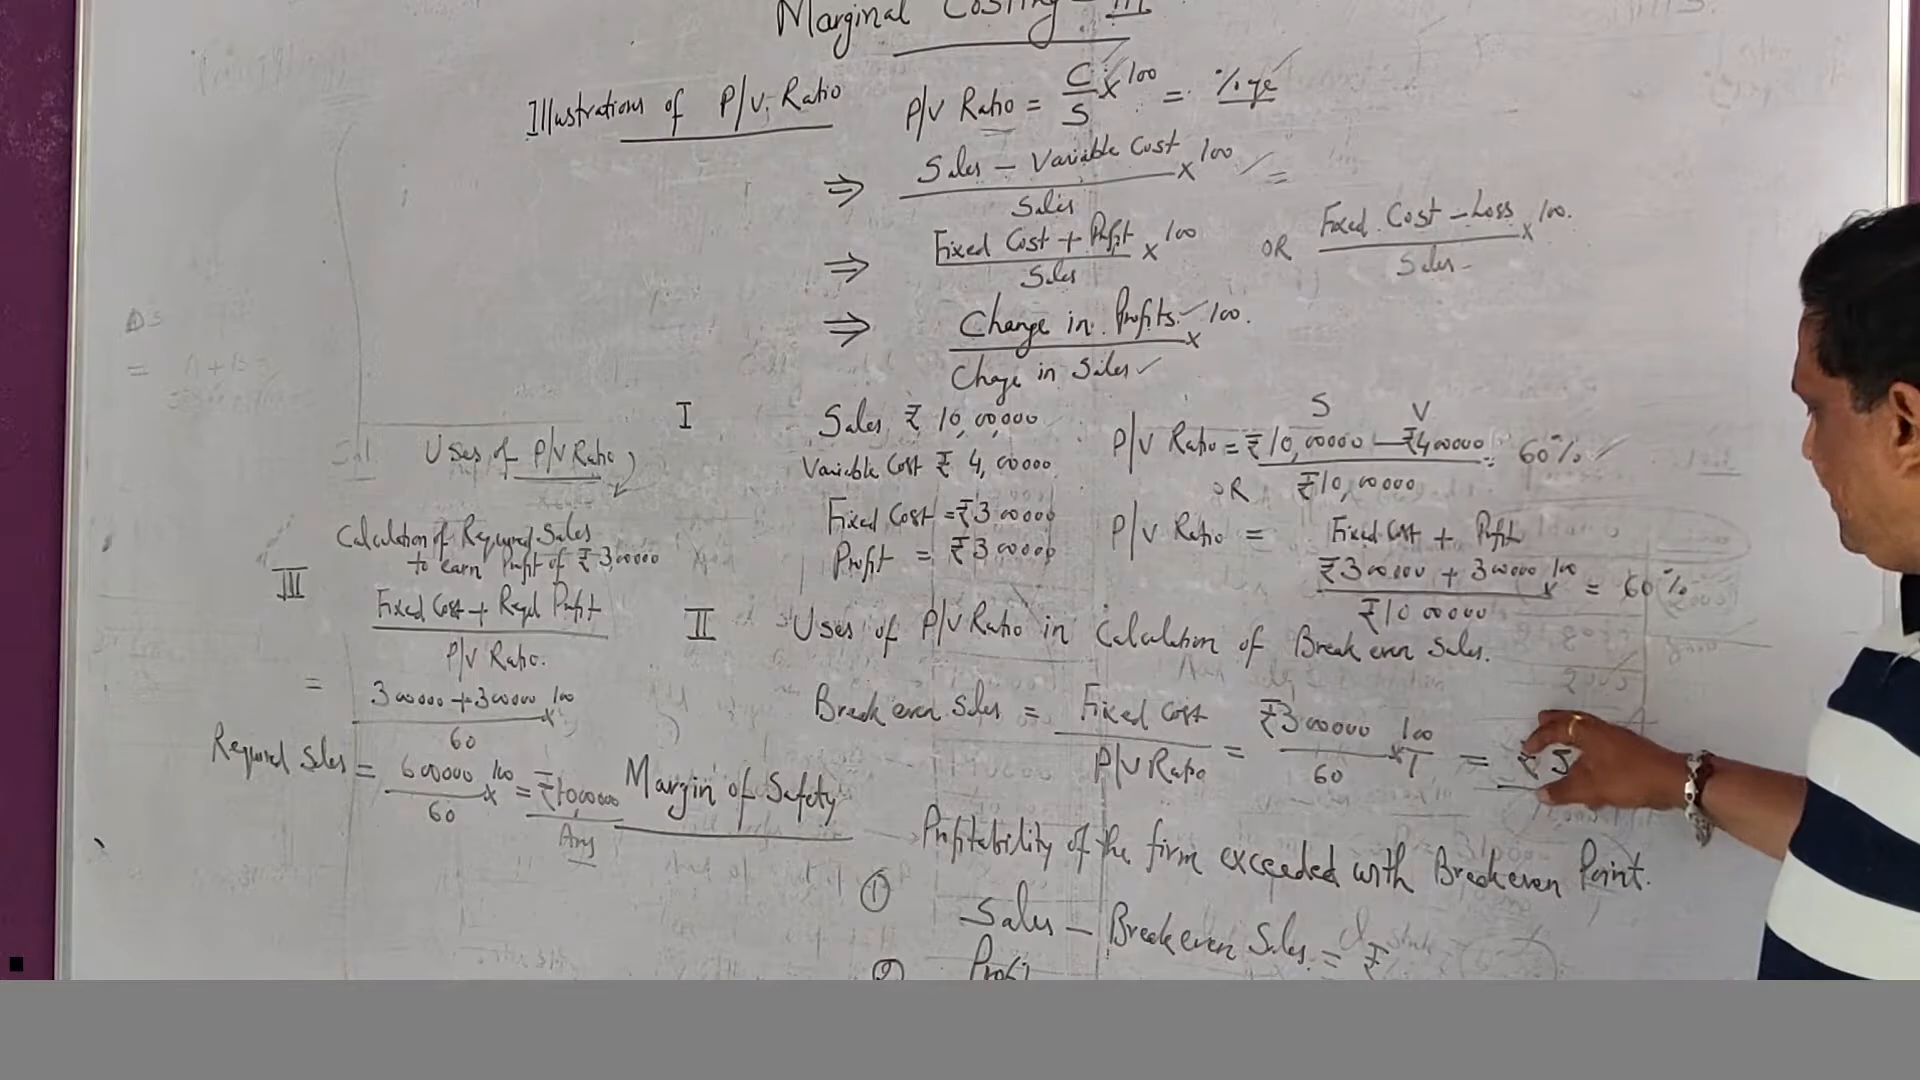 Marginal Costing - III
Illustrations of P/V. Ratio
P/V Ratio = C/S x 100 = %ge
⇒ Sales - Variable Cost / Sales x 100 =
⇒ Fixed Cost + Profit / Sales x 100 OR Fixed Cost - Loss / Sales x 100.
⇒ Change in Profits / Change in Sales x 100.
I Sales ₹ 10,00,000
Variable Cost ₹ 4,00000
Fixed Cost = ₹300000
Profit = ₹300000
S V
P/V Ratio = ₹10,00000 - ₹400000 / ₹10,00000 = 60%
OR
P/V Ratio = Fixed Cost + Profit
₹300000 + 300000 / ₹1000000 x 100 = 60%
Uses of P/V Ratio
III Calculation of Required Sales
to earn Profit of ₹3,00000
Fixed Cost + Reqd Profit / P/V Ratio.
= 300000 + 300000 / 60 x 100
Required Sales = 600000 / 60 x 100 = ₹10,00000
Ans
II Uses of P/V Ratio in Calculation of Break even Sales.
Break even Sales = Fixed Cost / P/V Ratio = ₹300000 / 60 x 100 / 1 = ₹5
Margin of Safety
Profitability of the firm exceeded with Breakeven Point.
① Sales - Breakeven Sales = ₹
②